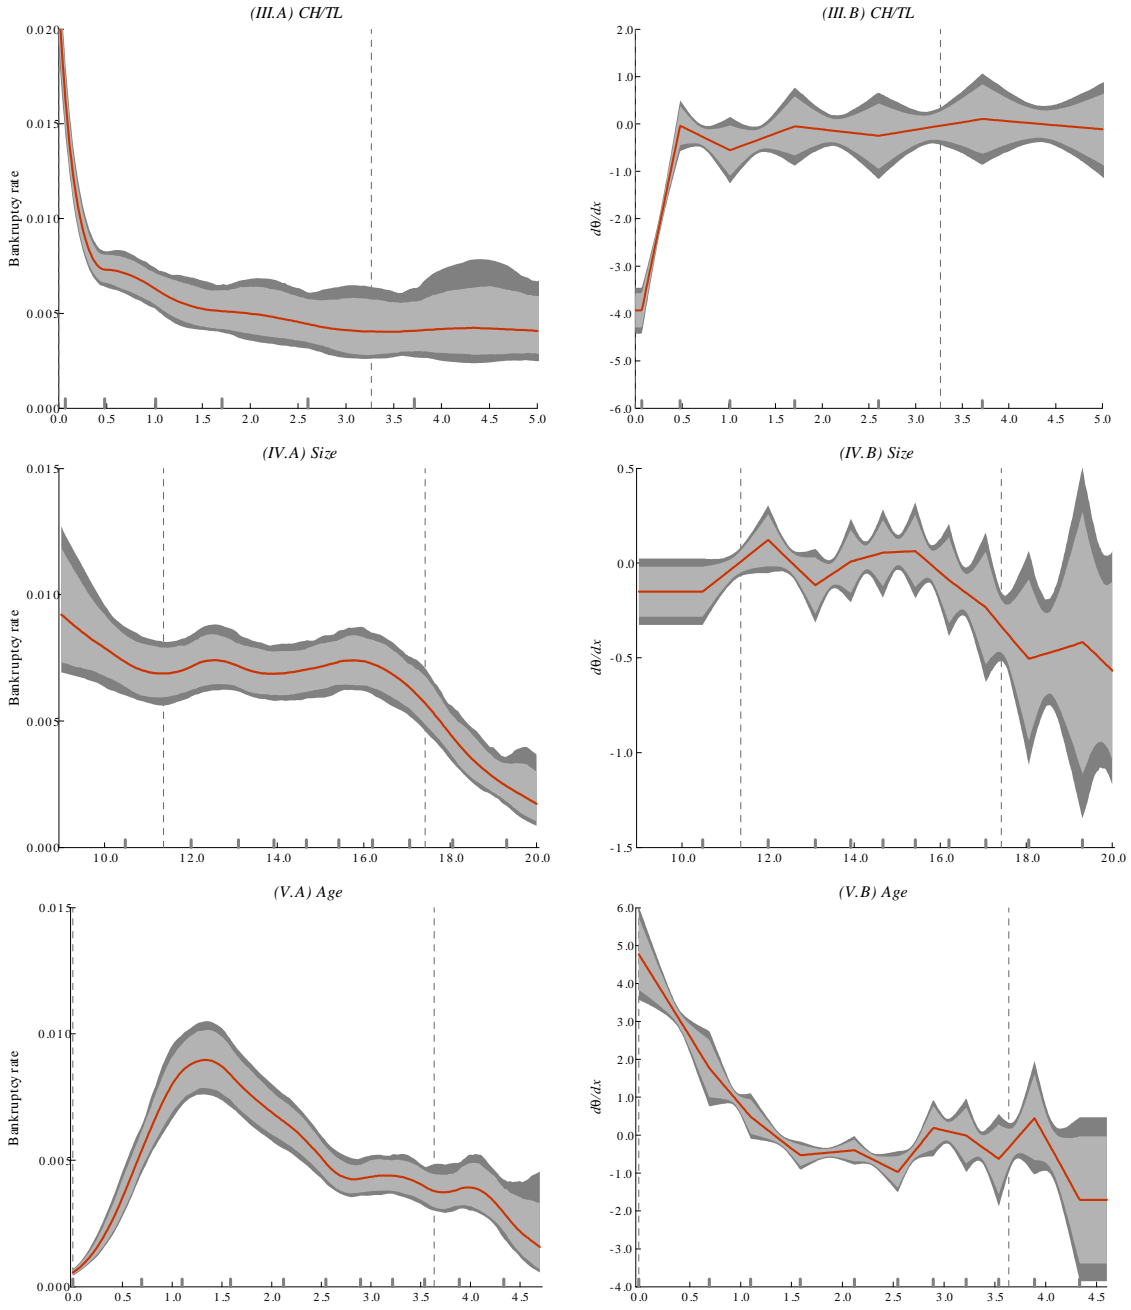 (III.A) CH/TL
(III.B) CH/TL
0.020
0.015
0.010
0.005
0.000
Bankruptcy rate
0.0 0.5 1.0 1.5 2.0 2.5 3.0 3.5 4.0 4.5 5.0
2.0
1.0
0.0
-1.0
-2.0
-3.0
-4.0
-5.0
-6.0
dθ/dx
0.0 0.5 1.0 1.5 2.0 2.5 3.0 3.5 4.0 4.5 5.0
(IV.A) Size
(IV.B) Size
0.015
0.010
0.005
0.000
Bankruptcy rate
10.0 12.0 14.0 16.0 18.0 20.0
0.5
0.0
-0.5
-1.0
-1.5
dθ/dx
10.0 12.0 14.0 16.0 18.0 20.0
(V.A) Age
(V.B) Age
0.015
0.010
0.005
0.000
Bankruptcy rate
0.0 0.5 1.0 1.5 2.0 2.5 3.0 3.5 4.0 4.5
6.0
5.0
4.0
3.0
2.0
1.0
0.0
-1.0
-2.0
-3.0
-4.0
dθ/dx
0.0 0.5 1.0 1.5 2.0 2.5 3.0 3.5 4.0 4.5